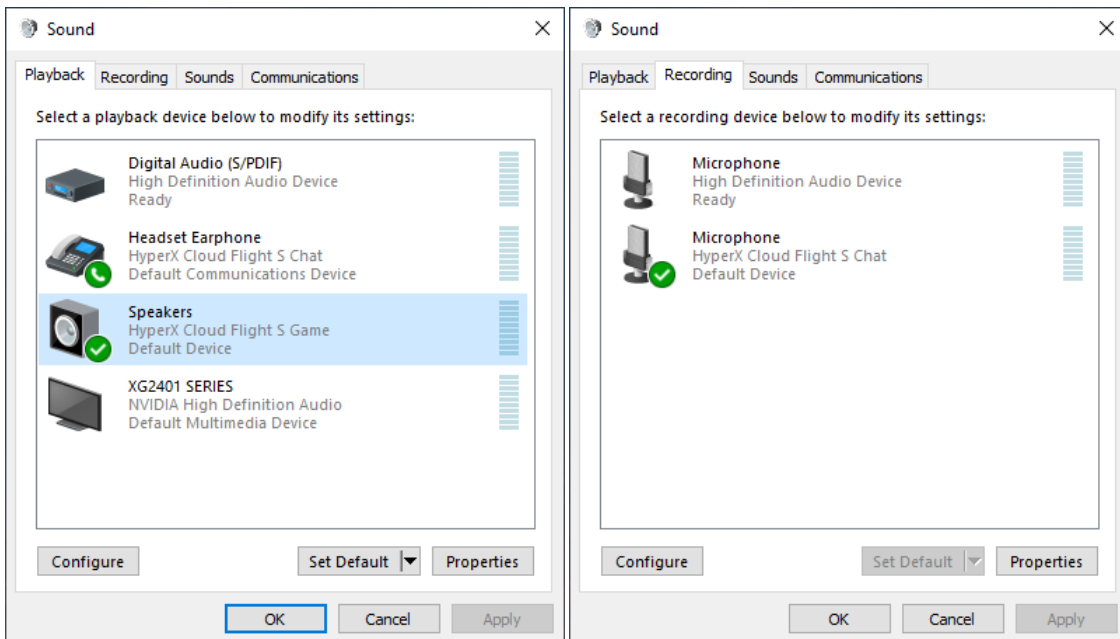 Sound
Playback Recording Sounds Communications
Select a playback device below to modify its settings:
Digital Audio (S/PDIF)
High Definition Audio Device
Ready
Headset Earphone
HyperX Cloud Flight S Chat
Default Communications Device
Speakers
HyperX Cloud Flight S Game
Default Device
XG2401 SERIES
NVIDIA High Definition Audio
Default Multimedia Device
Configure Set Default Properties
OK Cancel Apply
Sound
Playback Recording Sounds Communications
Select a recording device below to modify its settings:
Microphone
High Definition Audio Device
Ready
Microphone
HyperX Cloud Flight S Chat
Default Device
Configure Set Default Properties
OK Cancel Apply